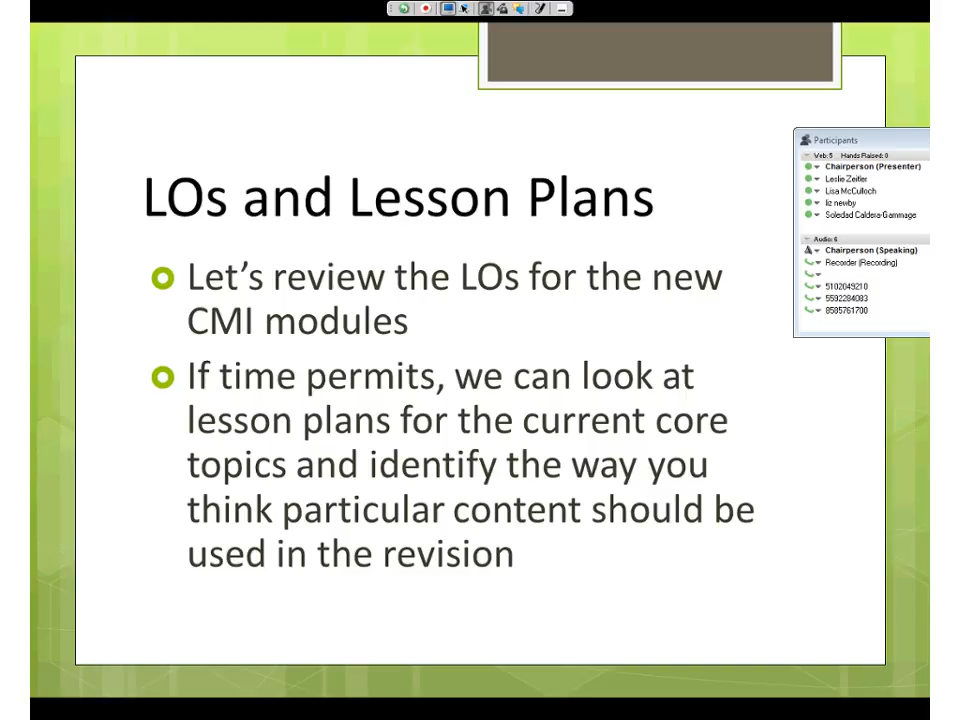 LOs and Lesson Plans
Let's review the LOs for the new
CMI modules
If time permits, we can look at
lesson plans for the current core
topics and identify the way you
think particular content should be
used in the revision
Participants
Web: 5 Hands Raised: 0
Chairperson (Presenter)
Leslie Zeitler
Lisa McCulloch
liz newby
Soledad Caldera-Gammage
Audio: 6
Chairperson (Speaking)
Recorder (Recording)
5102049210
5592284083
8585761700